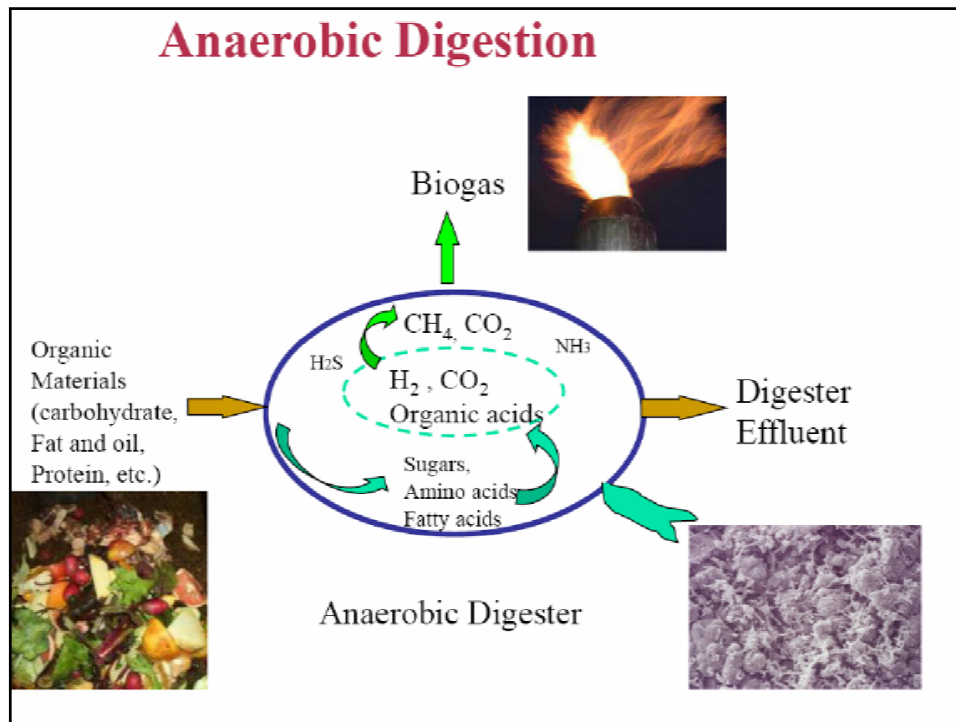 Anaerobic Digestion
Biogas
CH₄, CO₂
H2S
NH3
H₂ , CO₂
Organic acids
Organic
Materials
(carbohydrate,
Fat and oil,
Protein, etc.)
Sugars,
Amino acids
Fatty acids
Digester
Effluent
Anaerobic Digester